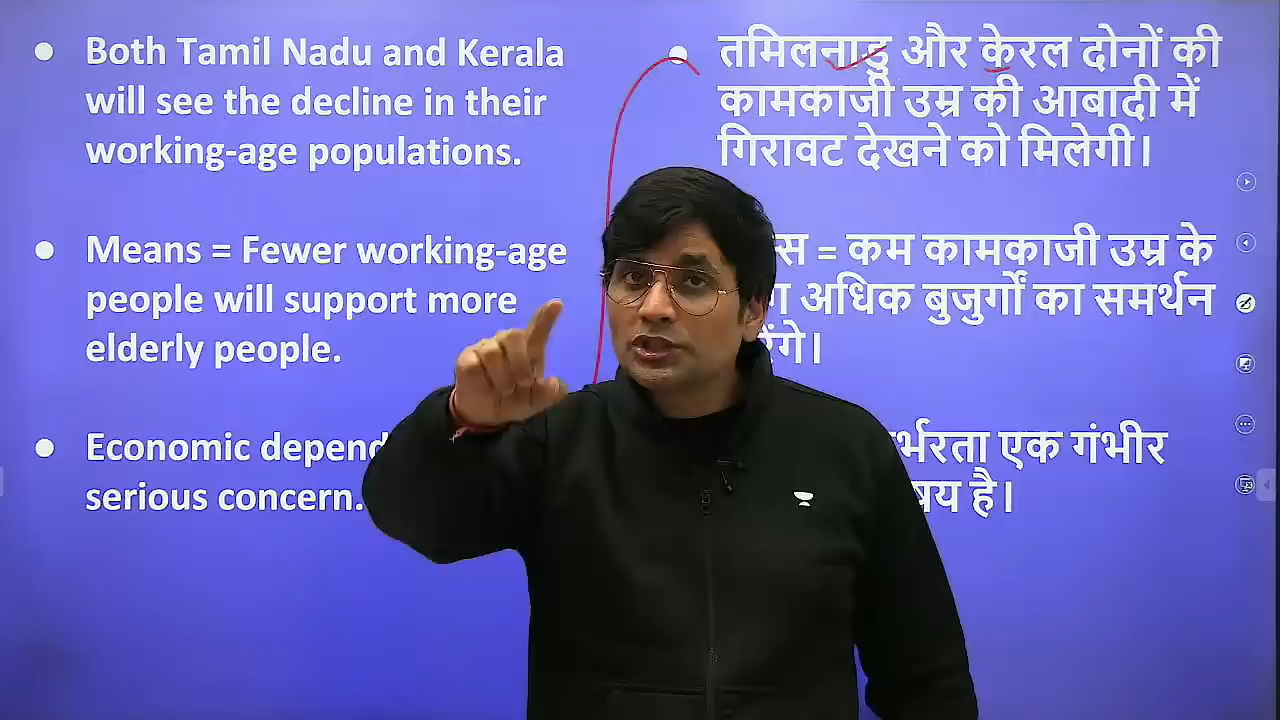 Both Tamil Nadu and Kerala
will see the decline in their
working-age populations.
Means = Fewer working-age
people will support more
elderly people.
Economic depend
serious concern.
तमिलनाडु और केरल दोनों की
कामकाजी उम्र की आबादी में
गिरावट देखने को मिलेगी।
= कम कामकाजी उम्र के
अधिक बुजुर्गों का समर्थन
एक गंभीर
है।